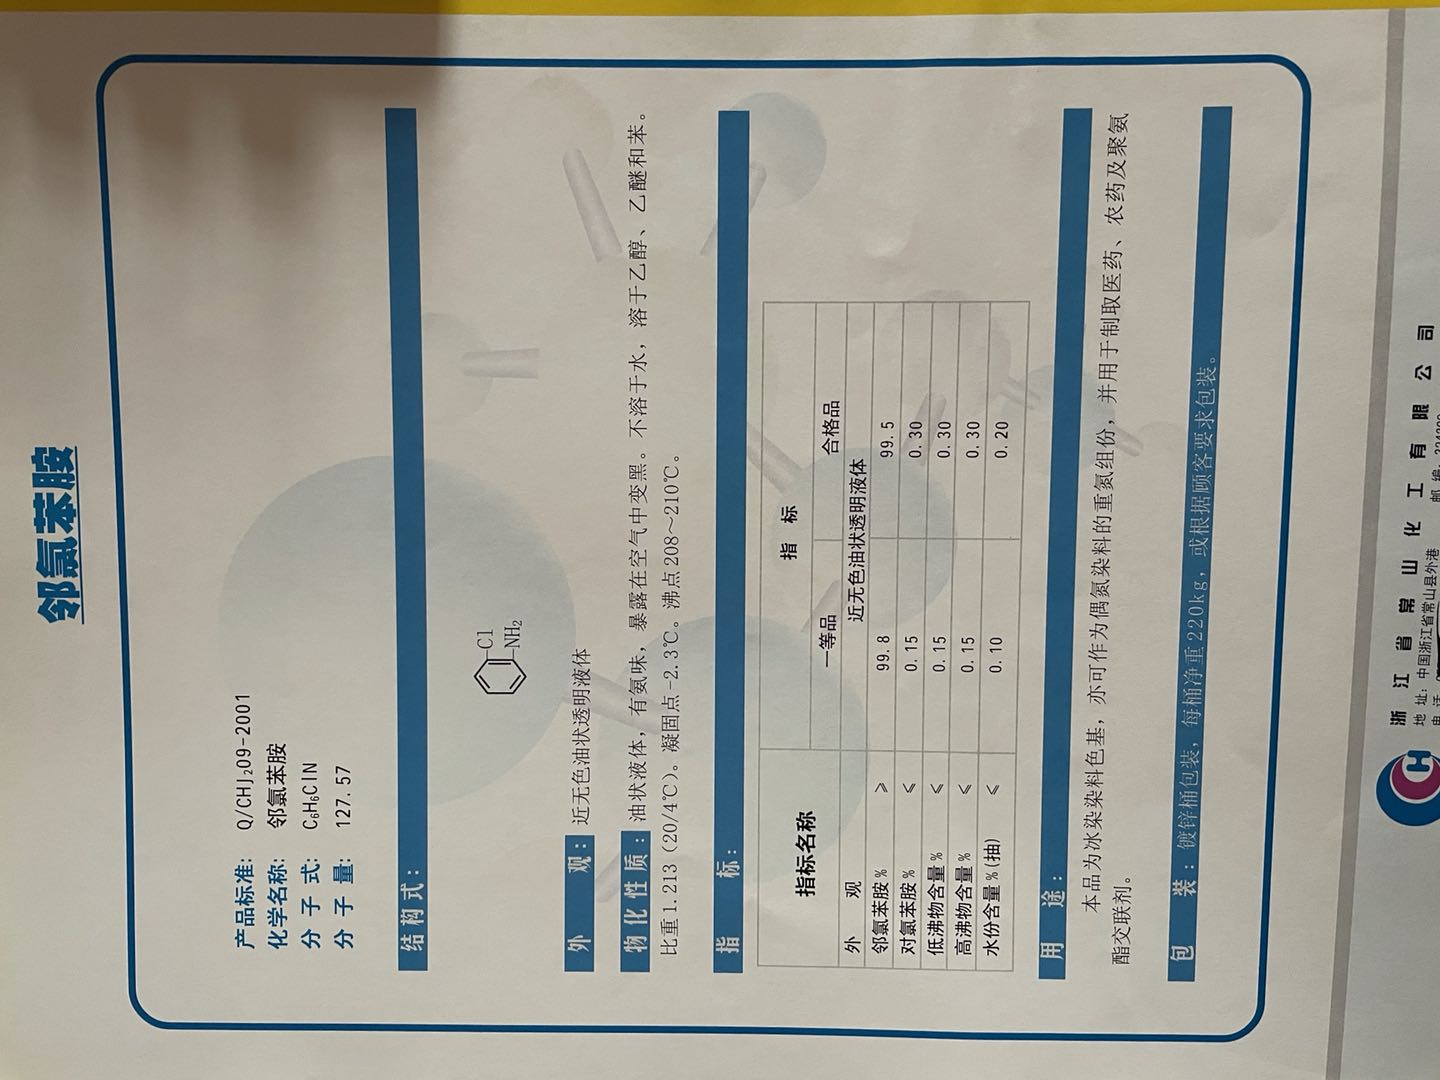 邻氯苯胺
产品标准: Q/CHJ₂09-2001
化学名称: 邻氯苯胺
分子式: C₆H₆ClN
分子量: 127.57
结构式:
Cl
NH₂
外观: 近无色油状透明液体
物化性质: 油状液体，有氨味，暴露在空气中变黑。不溶于水，溶于乙醇、乙醚和苯。
比重1.213(20/4℃)。凝固点-2.3℃。沸点208～210℃。
指标:
指标名称 指标
一等品 合格品
外观 近无色油状透明液体
邻氯苯胺% ≥ 99.8 99.5
对氯苯胺% ≤ 0.15 0.30
低沸物含量% ≤ 0.15 0.30
高沸物含量% ≤ 0.15 0.30
水份含量%(抽) ≤ 0.10 0.20
用途:
本品为冰染染料色基，亦可作为偶氮染料的重氮组份，并用于制取医药、农药及聚氨
酯交联剂。
包装: 镀锌桶包装，每桶净重220kg，或根据顾客要求包装。
浙江省常山化工有限公司
地址: 中国浙江省常山县外港 邮编:
电话